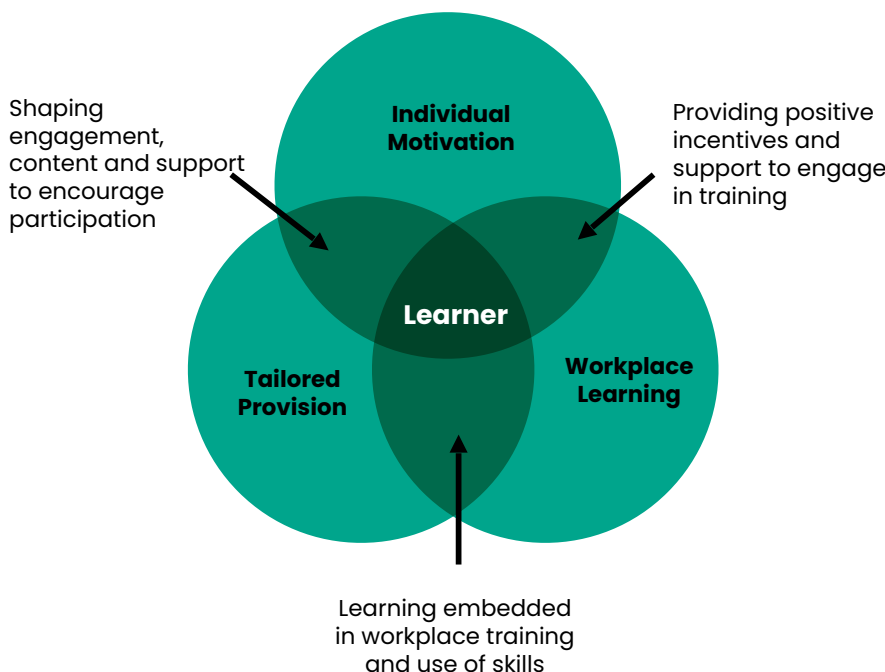 Individual
Motivation
Shaping
engagement,
content and support
to encourage
participation
Providing positive
incentives and
support to engage
in training
Learner
Tailored
Provision
Workplace
Learning
Learning embedded
in workplace training
and use of skills